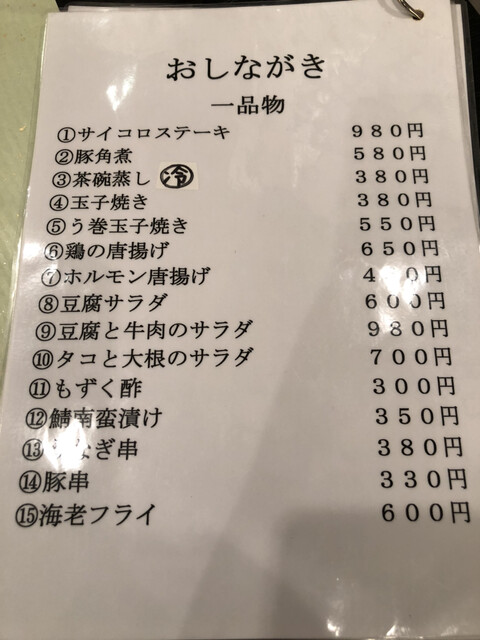 おしながき
一品物
①サイコロステーキ ９８０円
②豚角煮 ５８０円
③茶碗蒸し 冷 ３８０円
④玉子焼き ３８０円
⑤う巻玉子焼き ５５０円
⑥鶏の唐揚げ ６５０円
⑦ホルモン唐揚げ
⑧豆腐サラダ ６００円
⑨豆腐と牛肉のサラダ ９８０円
⑩タコと大根のサラダ ７００円
⑪もずく酢 ３００円
⑫鯖南蛮漬け ３５０円
⑬うなぎ串 ３８０円
⑭豚串 ３３０円
⑮海老フライ ６００円